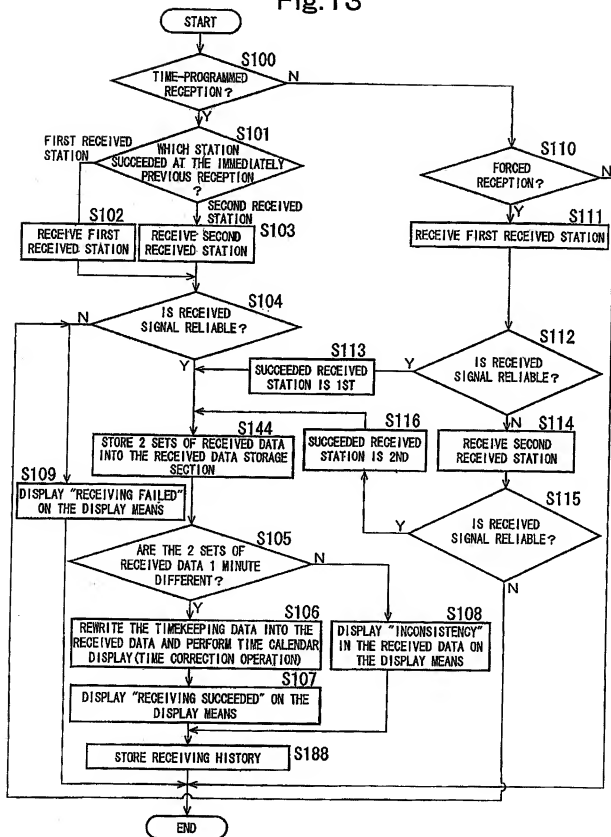 Fig.13
START
S100
TIME-PROGRAMMED
RECEPTION?
N
Y
S101
FIRST RECEIVED
STATION
WHICH STATION
SUCCEEDED AT THE IMMEDIATELY
PREVIOUS RECEPTION
?
S110
FORCED
RECEPTION?
N
Y
SECOND RECEIVED
STATION
S102
RECEIVE FIRST
RECEIVED STATION
S103
RECEIVE SECOND
RECEIVED STATION
S111
RECEIVE FIRST RECEIVED STATION
S104
N
IS RECEIVED
SIGNAL RELIABLE?
Y
S112
IS RECEIVED
SIGNAL RELIABLE?
Y
N
S113
SUCCEEDED RECEIVED
STATION IS 1ST
S116
SUCCEEDED RECEIVED
STATION IS 2ND
S114
RECEIVE SECOND
RECEIVED STATION
S144
STORE 2 SETS OF RECEIVED DATA
INTO THE RECEIVED DATA STORAGE
SECTION
S109
DISPLAY "RECEIVING FAILED"
ON THE DISPLAY MEANS
S115
IS RECEIVED
SIGNAL RELIABLE?
Y
N
S105
ARE THE 2 SETS OF
RECEIVED DATA 1 MINUTE
DIFFERENT?
N
Y
S106
REWRITE THE TIMEKEEPING DATA INTO THE
RECEIVED DATA AND PERFORM TIME CALENDAR
DISPLAY(TIME CORRECTION OPERATION)
S108
DISPLAY "INCONSISTENCY"
IN THE RECEIVED DATA ON
THE DISPLAY MEANS
S107
DISPLAY "RECEIVING SUCCEEDED" ON THE
DISPLAY MEANS
STORE RECEIVING HISTORY
S188
END